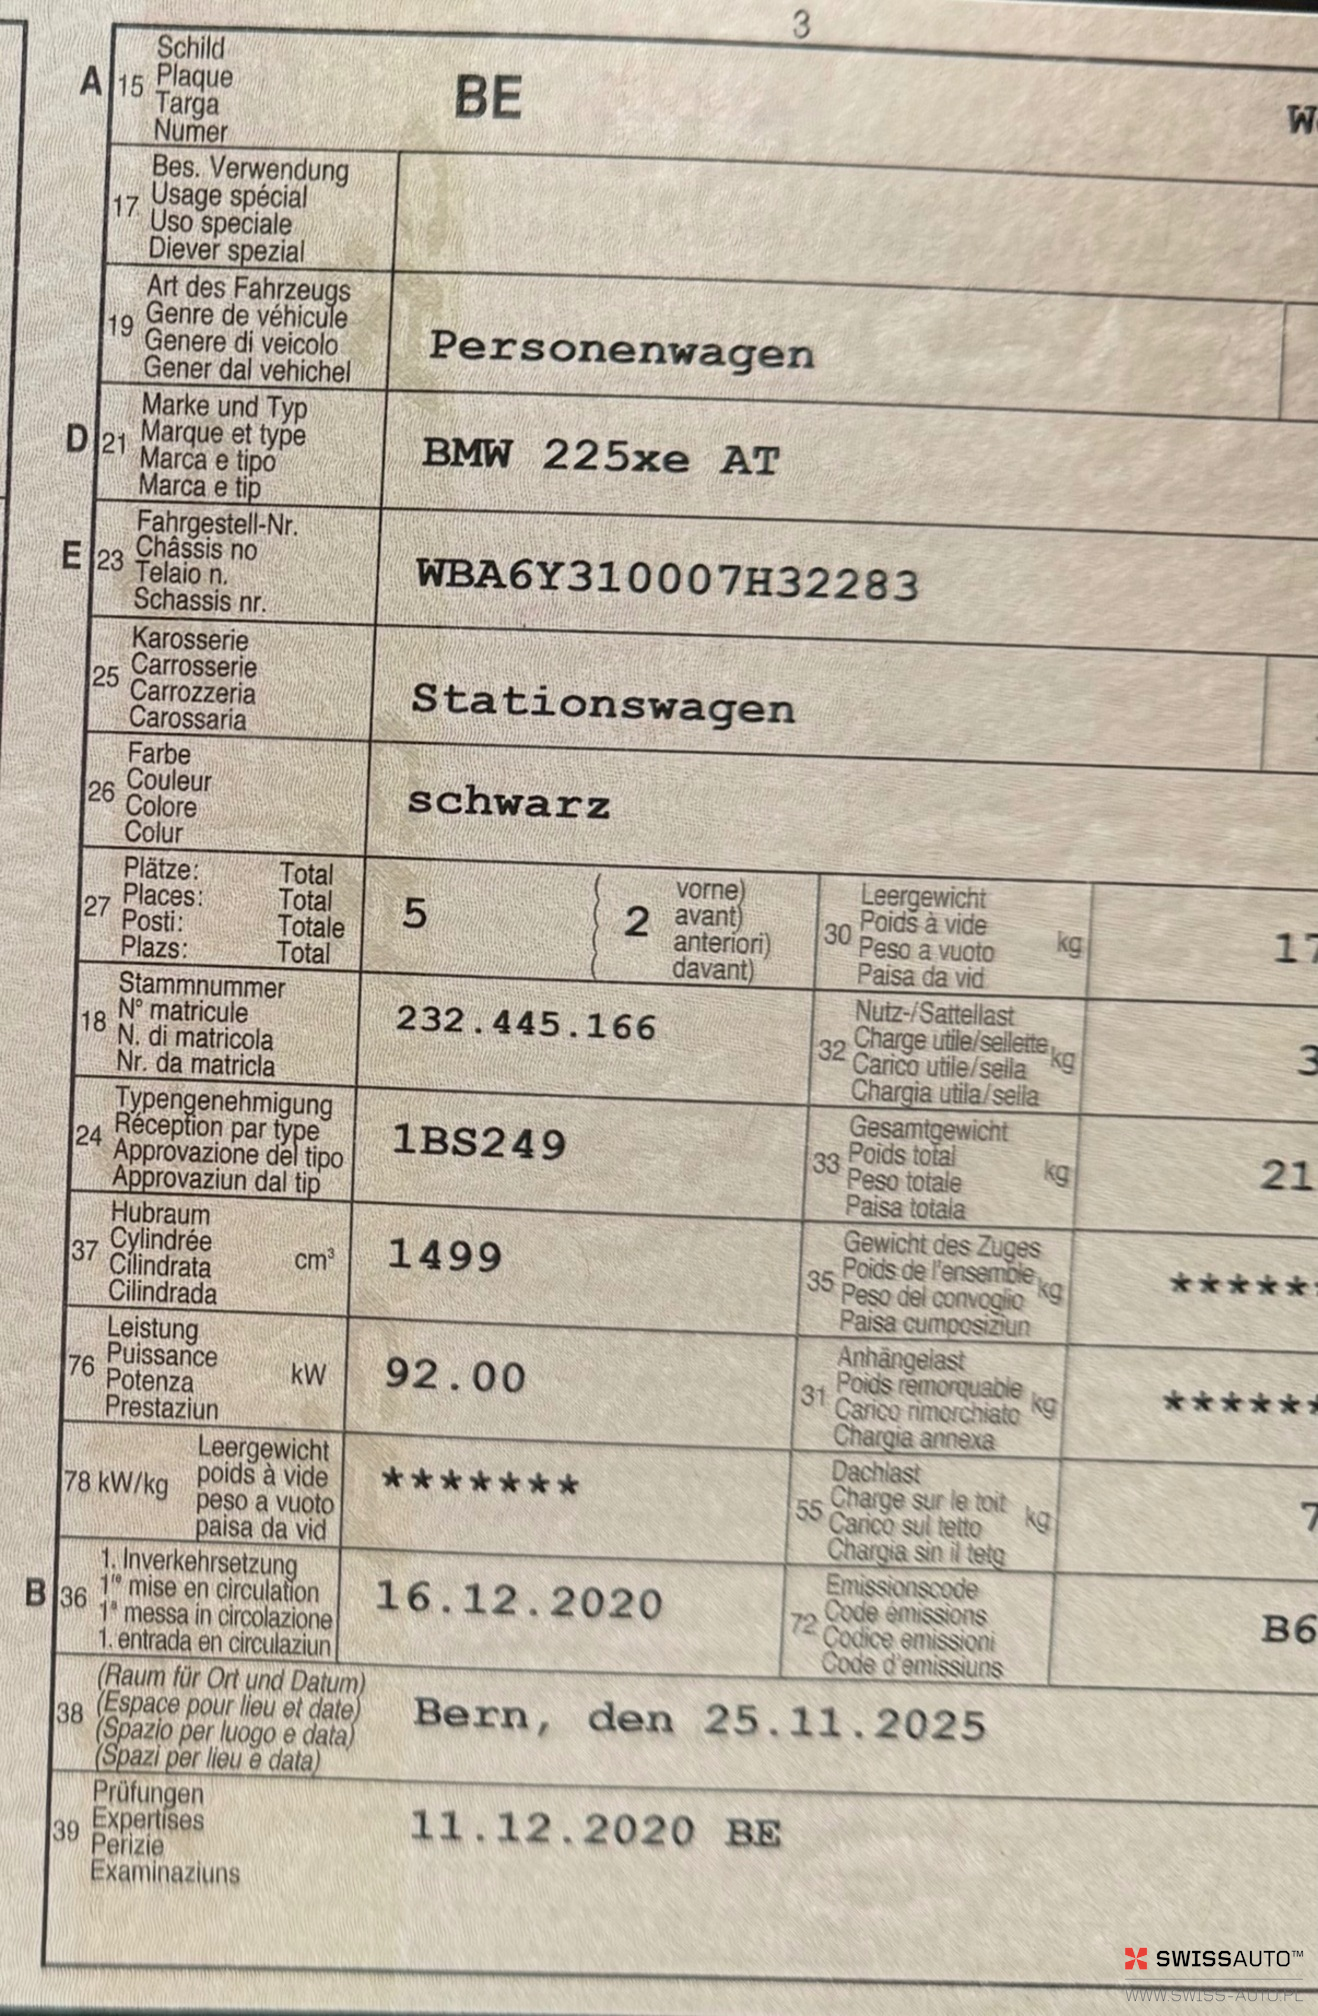 3
A 15 Schild
Plaque
Targa
Numer
BE
17 Bes. Verwendung
Usage spécial
Uso speciale
Diever spezial
19 Art des Fahrzeugs
Genre de véhicule
Genere di veicolo
Gener dal vehichel
Personenwagen
D 21 Marke und Typ
Marque et type
Marca e tipo
Marca e tip
BMW 225xe AT
E 23 Fahrgestell-Nr.
Châssis no
Telaio n.
Schassis nr.
WBA6Y310007H32283
25 Karosserie
Carrosserie
Carrozzeria
Carossaria
Stationswagen
26 Farbe
Couleur
Colore
Colur
schwarz
27 Plätze: Total
Places: Total
Posti: Totale
Plazs: Total
5
( 2 vorne)
avant)
anteriori)
davant)
30 Leergewicht
Poids à vide
Peso a vuoto
Paisa da vid
kg
17
18 Stammnummer
N° matricule
N. di matricola
Nr. da matricla
232.445.166
32 Nutz-/Sattellast
Charge utile/sellette
Carico utile/sella
Chargia utila/sella
kg
3
24 Typengenehmigung
Réception par type
Approvazione del tipo
Approvaziun dal tip
1BS249
33 Gesamtgewicht
Poids total
Peso totale
Paisa totala
kg
21
37 Hubraum
Cylindrée
Cilindrata
Cilindrada
cm³
1499
35 Gewicht des Zuges
Poids de l'ensemble
Peso del convoglio
Paisa cumposiziun
kg
******
76 Leistung
Puissance
Potenza
Prestaziun
kW
92.00
31 Anhängelast
Poids remorquable
Carico rimorchiato
Chargia annexa
kg
******
78 kW/kg Leergewicht
poids à vide
peso a vuoto
paisa da vid
*******
55 Dachlast
Charge sur le toit
Carico sul tetto
Chargia sin il tetg
kg
7
B 36 1. Inverkehrsetzung
1re mise en circulation
1a messa in circolazione
1. entrada en circulaziun
16.12.2020
72 Emissionscode
Code émissions
Codice emissioni
Code d'emissiuns
B6
38 (Raum für Ort und Datum)
(Espace pour lieu et date)
(Spazio per luogo e data)
(Spazi per lieu e data)
Bern, den 25.11.2025
39 Prüfungen
Expertises
Perizie
Examinaziuns
11.12.2020 BE
SWISSAUTO™
WWW.SWISS-AUTO.PL